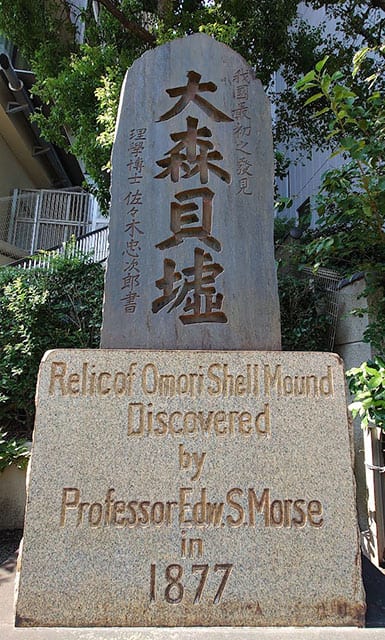 我國最初之發見
大森貝墟
理學博士 佐々木忠次郎書
Relic of Omori Shell Mound
Discovered
by
Professor Edw. S. Morse
in
1877